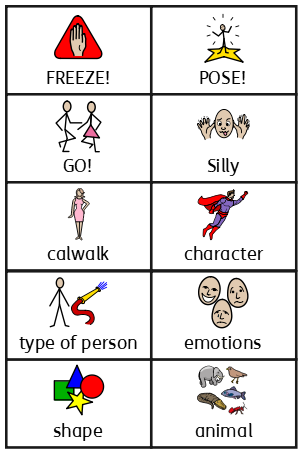 FREEZE!
POSE!
GO!
Silly
calwalk
character
type of person
emotions
shape
animal